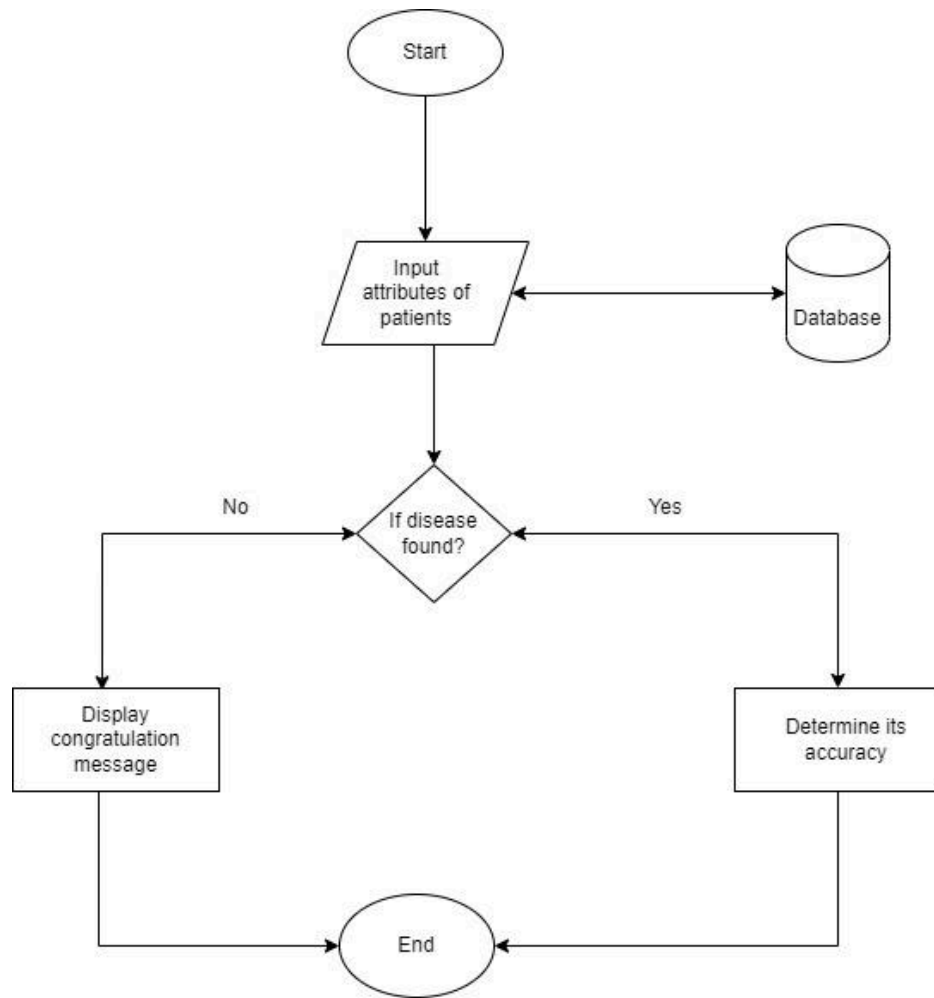 Start
Input
attributes of
patients
Database
No
Yes
If disease
found?
Display
congratulation
message
Determine its
accuracy
End